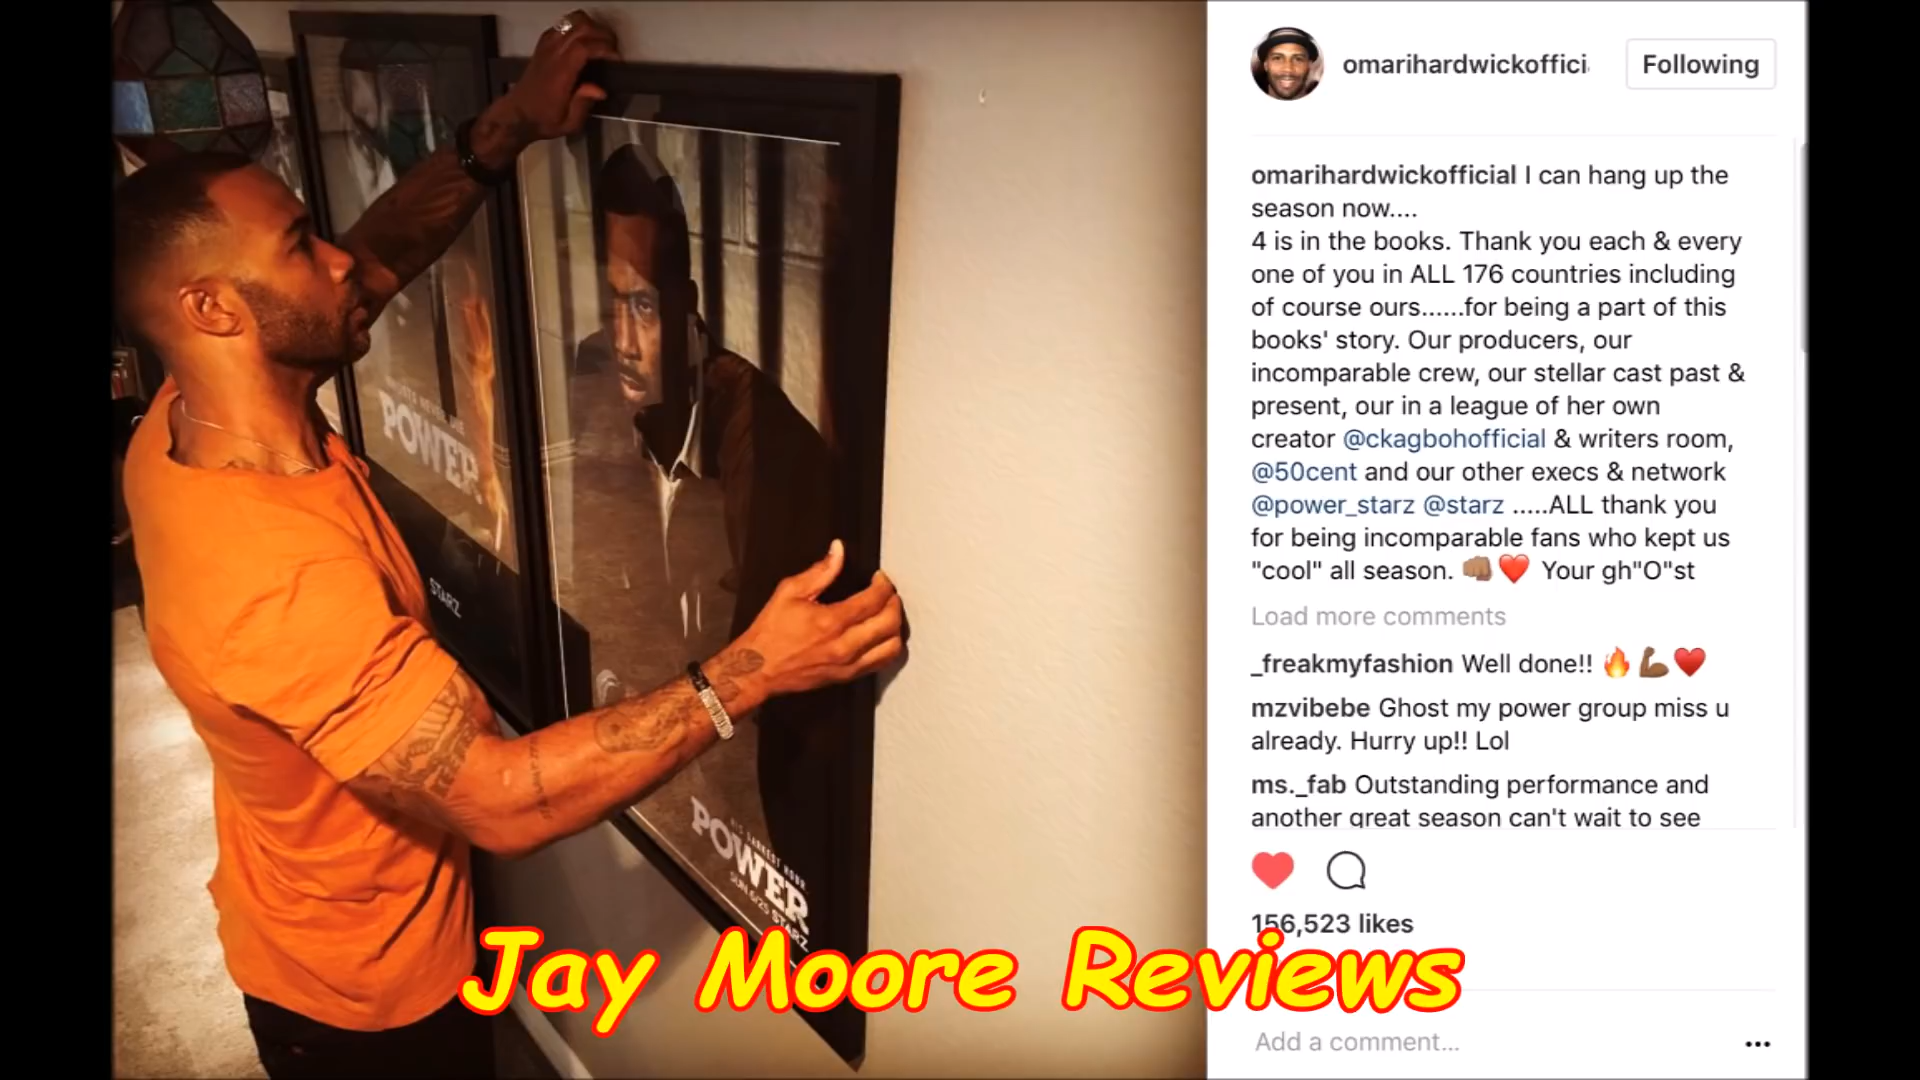 omarihardwickoffici
Following
omarihardwickofficial I can hang up the
season now....
4 is in the books. Thank you each & every
one of you in ALL 176 countries including
of course ours......for being a part of this
books' story. Our producers, our
incomparable crew, our stellar cast past &
present, our in a league of her own
creator @ckagbohofficial & writers room,
@50cent and our other execs & network
@power_starz @starz .....ALL thank you
for being incomparable fans who kept us
"cool" all season. 👊🏽❤️ Your gh"O"st
Load more comments
_freakmyfashion Well done!! 🔥💪🏾❤️
mzvibebe Ghost my power group miss u
already. Hurry up!! Lol
ms._fab Outstanding performance and
another great season can't wait to see
156,523 likes
Add a comment...
POWER
STARZ
HIS DARKEST HOUR
POWER
SUN 6/25 STARZ
Jay Moore Reviews